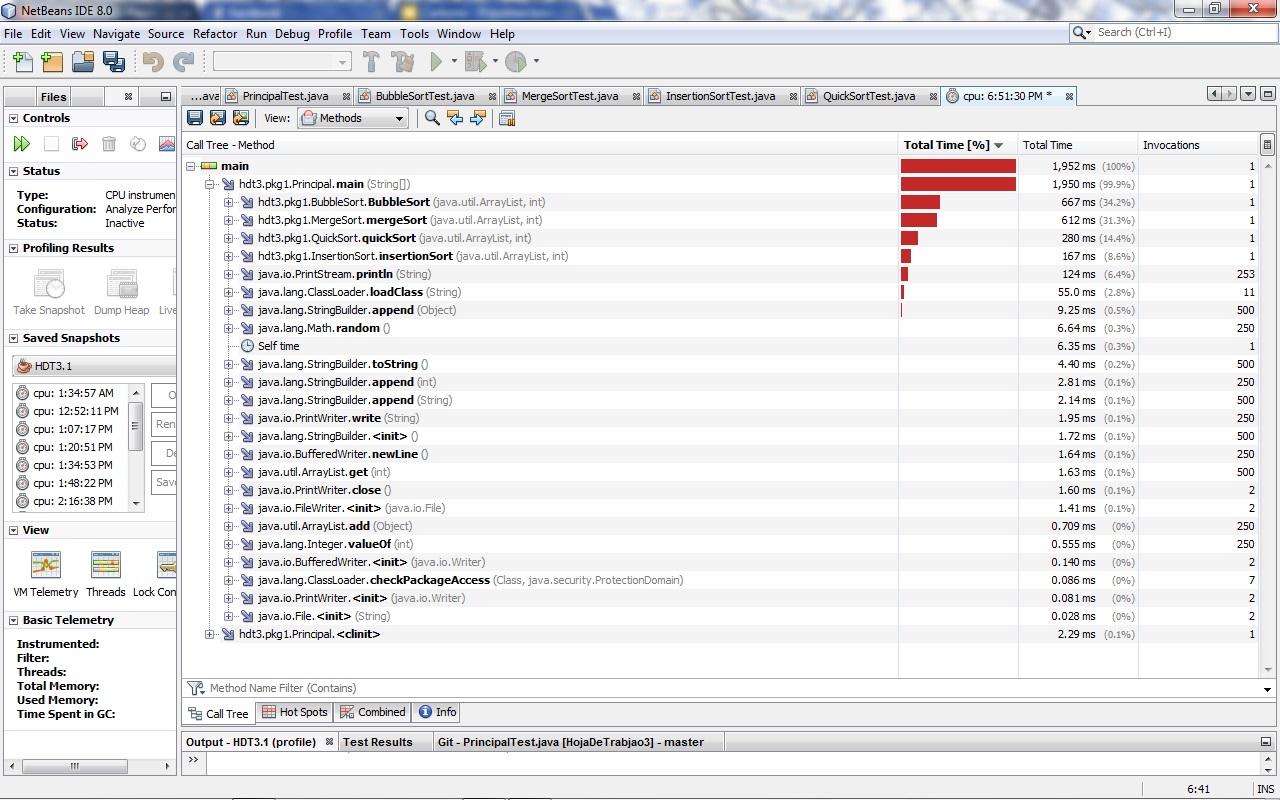 NetBeans IDE 8.0
File Edit View Navigate Source Refactor Run Debug Profile Team Tools Window Help
Search (Ctrl+I)
Files
...ava PrincipalTest.java BubbleSortTest.java MergeSortTest.java InsertionSortTest.java QuickSortTest.java cpu: 6:51:30 PM *
Controls
Status
Type: CPU instrumen
Configuration: Analyze Perfor
Status: Inactive
Profiling Results
Take Snapshot Dump Heap Live
Saved Snapshots
HDT3.1
cpu: 1:34:57 AM
cpu: 12:52:11 PM
cpu: 1:07:17 PM
cpu: 1:20:51 PM
cpu: 1:34:53 PM
cpu: 1:48:22 PM
cpu: 2:16:38 PM
O
Ren
De
Save
View
VM Telemetry Threads Lock Con
Basic Telemetry
Instrumented:
Filter:
Threads:
Total Memory:
Used Memory:
Time Spent in GC:
View: Methods
Call Tree - Method Total Time [%] Total Time Invocations
main 1,952 ms (100%) 1
hdt3.pkg1.Principal.main (String[]) 1,950 ms (99.9%) 1
hdt3.pkg1.BubbleSort.BubbleSort (java.util.ArrayList, int) 667 ms (34.2%) 1
hdt3.pkg1.MergeSort.mergeSort (java.util.ArrayList, int) 612 ms (31.3%) 1
hdt3.pkg1.QuickSort.quickSort (java.util.ArrayList, int) 280 ms (14.4%) 1
hdt3.pkg1.InsertionSort.insertionSort (java.util.ArrayList, int) 167 ms (8.6%) 1
java.io.PrintStream.println (String) 124 ms (6.4%) 253
java.lang.ClassLoader.loadClass (String) 55.0 ms (2.8%) 11
java.lang.StringBuilder.append (Object) 9.25 ms (0.5%) 500
java.lang.Math.random () 6.64 ms (0.3%) 250
Self time 6.35 ms (0.3%) 1
java.lang.StringBuilder.toString () 4.40 ms (0.2%) 500
java.lang.StringBuilder.append (int) 2.81 ms (0.1%) 250
java.lang.StringBuilder.append (String) 2.14 ms (0.1%) 500
java.io.PrintWriter.write (String) 1.95 ms (0.1%) 250
java.lang.StringBuilder.<init> () 1.72 ms (0.1%) 500
java.io.BufferedWriter.newLine () 1.64 ms (0.1%) 250
java.util.ArrayList.get (int) 1.63 ms (0.1%) 500
java.io.PrintWriter.close () 1.60 ms (0.1%) 2
java.io.FileWriter.<init> (java.io.File) 1.41 ms (0.1%) 2
java.util.ArrayList.add (Object) 0.709 ms (0%) 250
java.lang.Integer.valueOf (int) 0.555 ms (0%) 250
java.io.BufferedWriter.<init> (java.io.Writer) 0.140 ms (0%) 2
java.lang.ClassLoader.checkPackageAccess (Class, java.security.ProtectionDomain) 0.086 ms (0%) 7
java.io.PrintWriter.<init> (java.io.Writer) 0.081 ms (0%) 2
java.io.File.<init> (String) 0.028 ms (0%) 2
hdt3.pkg1.Principal.<clinit> 2.29 ms (0.1%) 1
Method Name Filter (Contains)
Call Tree Hot Spots Combined Info
Output - HDT3.1 (profile) Test Results Git - PrincipalTest.java [HojaDeTrabjao3] - master
>>
6:41 INS